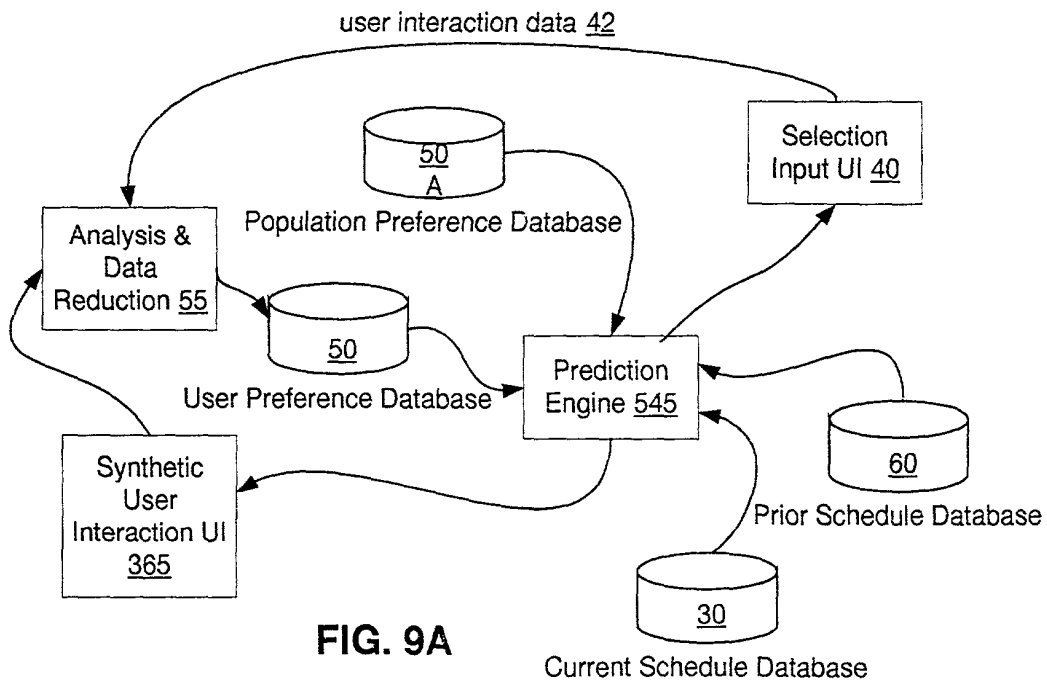 user interaction data 42
50
A
Population Preference Database
Selection
Input UI 40
Analysis &
Data
Reduction 55
50
User Preference Database
Prediction
Engine 545
60
Prior Schedule Database
Synthetic
User
Interaction UI
365
30
Current Schedule Database
FIG. 9A